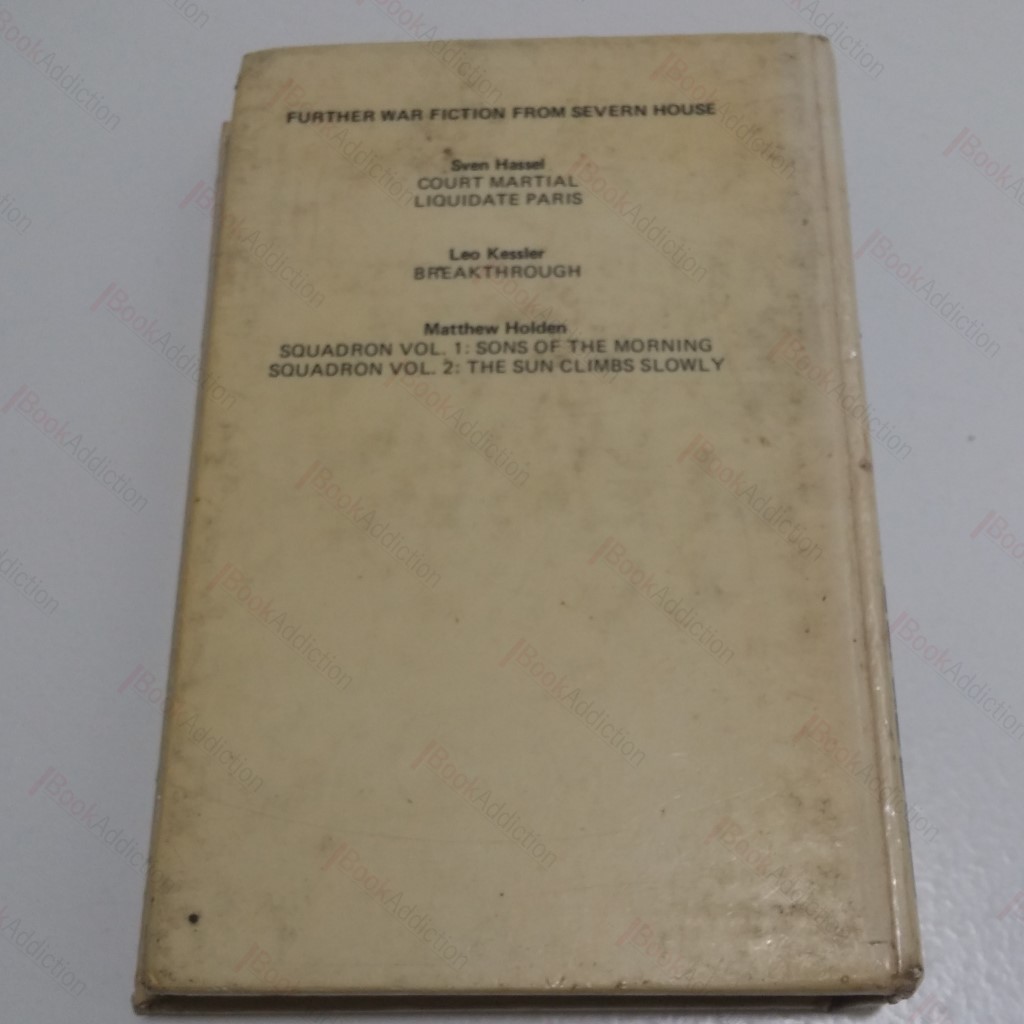 FURTHER WAR FICTION FROM SEVERN HOUSE
Sven Hassel
COURT MARTIAL
LIQUIDATE PARIS
Leo Kessler
BREAKTHROUGH
Matthew Holden
SQUADRON VOL. 1: SONS OF THE MORNING
SQUADRON VOL. 2: THE SUN CLIMBS SLOWLY
BookAddiction